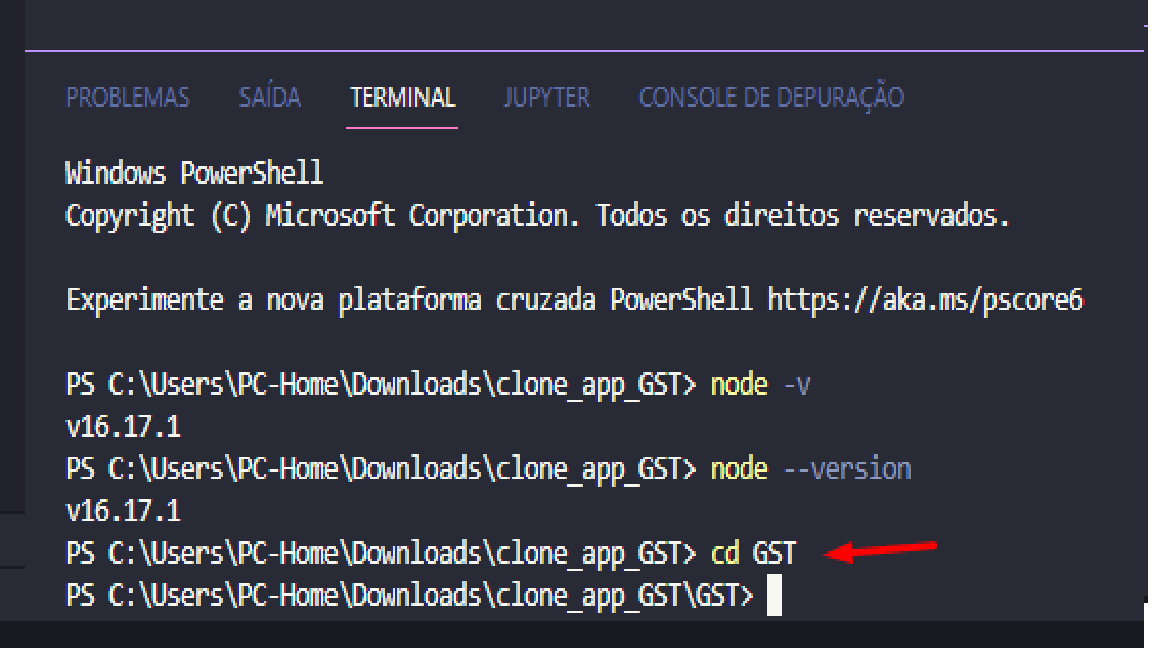 PROBLEMAS SAÍDA TERMINAL JUPYTER CONSOLE DE DEPURAÇÃO
Windows PowerShell
Copyright (C) Microsoft Corporation. Todos os direitos reservados.
Experimente a nova plataforma cruzada PowerShell https://aka.ms/pscore6
PS C:\Users\PC-Home\Downloads\clone_app_GST> node -v
v16.17.1
PS C:\Users\PC-Home\Downloads\clone_app_GST> node --version
v16.17.1
PS C:\Users\PC-Home\Downloads\clone_app_GST> cd GST
PS C:\Users\PC-Home\Downloads\clone_app_GST\GST>